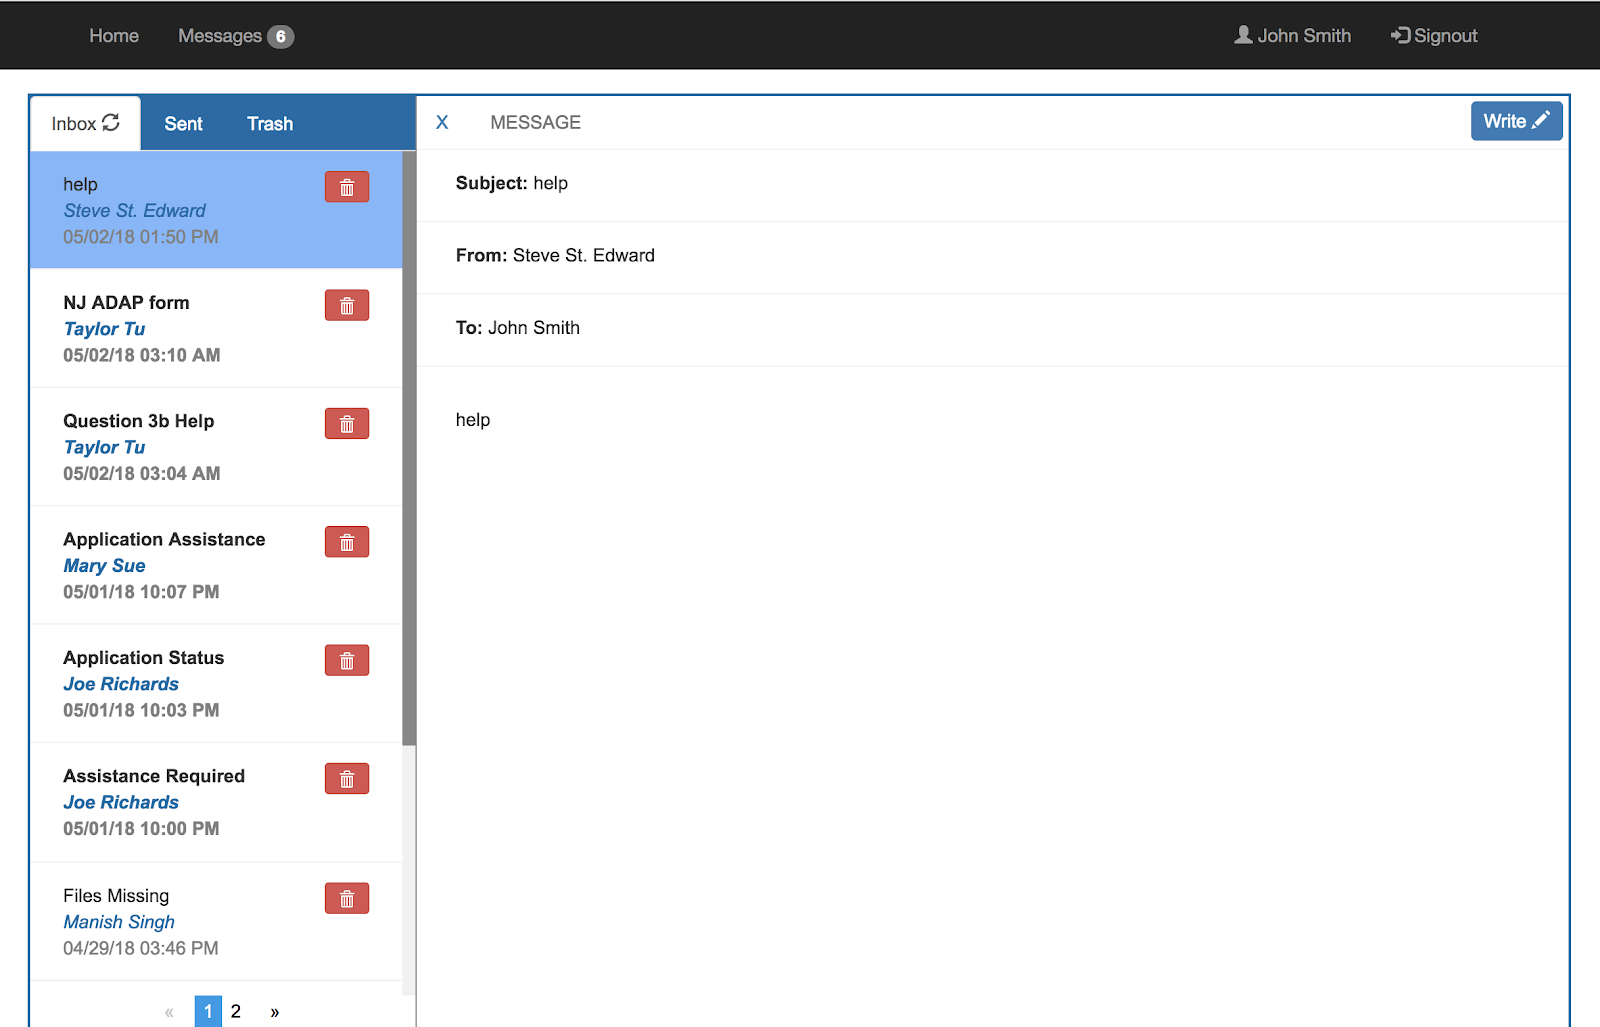 Home Messages 6 John Smith Signout
Inbox Sent Trash
help
Steve St. Edward
05/02/18 01:50 PM
NJ ADAP form
Taylor Tu
05/02/18 03:10 AM
Question 3b Help
Taylor Tu
05/02/18 03:04 AM
Application Assistance
Mary Sue
05/01/18 10:07 PM
Application Status
Joe Richards
05/01/18 10:03 PM
Assistance Required
Joe Richards
05/01/18 10:00 PM
Files Missing
Manish Singh
04/29/18 03:46 PM
« 1 2 »
X MESSAGE Write
Subject: help
From: Steve St. Edward
To: John Smith
help